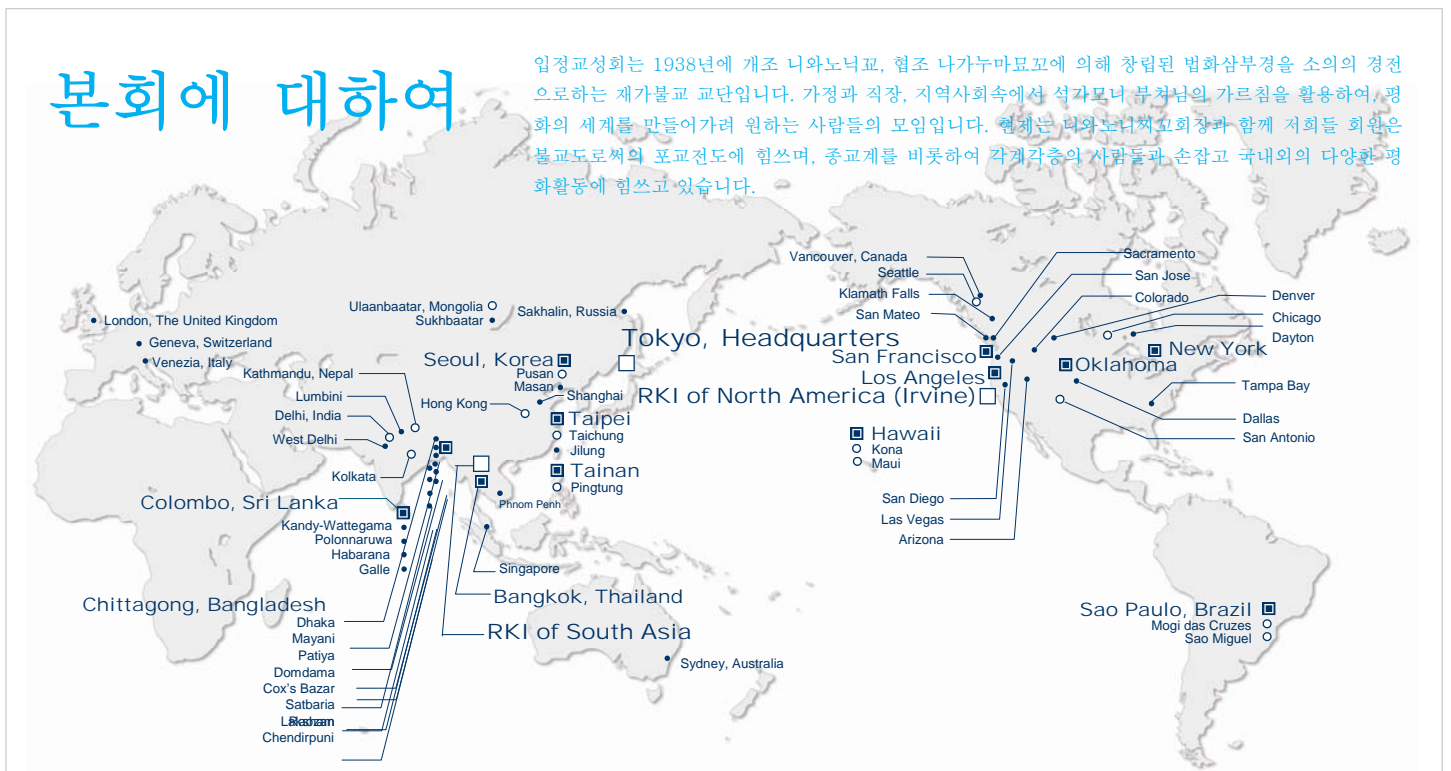 본회에 대하여
입정교성회는 1938년에 개조 니와노닉쿄, 협조 나가누마묘꼬에 의해 창립된 법화삼부경을 소의의 경전
으로하는 재가불교 교단입니다. 가정과 직장, 지역사회속에서 석가모니 부처님의 가르침을 활용하여, 평
화의 세계를 만들어가려 원하는 사람들의 모임입니다. 현재는 니와노니찌코회장과 함께 저희들 회원은
불교도로써의 포교전도에 힘쓰며, 종교계를 비롯하여 각계각층의 사람들과 손잡고 국내외의 다양한 평
화활동에 힘쓰고 있습니다.
London, The United Kingdom
Geneva, Switzerland
Venezia, Italy
Ulaanbaatar, Mongolia
Sukhbaatar
Sakhalin, Russia
Tokyo, Headquarters
Seoul, Korea
Pusan
Masan
Shanghai
Hong Kong
Kathmandu, Nepal
Lumbini
Delhi, India
West Delhi
Kolkata
Taipei
Taichung
Jilung
Tainan
Pingtung
Phnom Penh
Colombo, Sri Lanka
Kandy-Wattegama
Polonnaruwa
Habarana
Galle
Singapore
Bangkok, Thailand
RKI of South Asia
Chittagong, Bangladesh
Dhaka
Mayani
Patiya
Domdama
Cox's Bazar
Satbaria
Laksham
Raozan
Chendirpuni
Sydney, Australia
Vancouver, Canada
Seattle
Klamath Falls
San Mateo
San Francisco
Los Angeles
RKI of North America (Irvine)
Hawaii
Kona
Maui
San Diego
Las Vegas
Arizona
Sacramento
San Jose
Colorado
Denver
Chicago
Dayton
New York
Oklahoma
Tampa Bay
Dallas
San Antonio
Sao Paulo, Brazil
Mogi das Cruzes
Sao Miguel